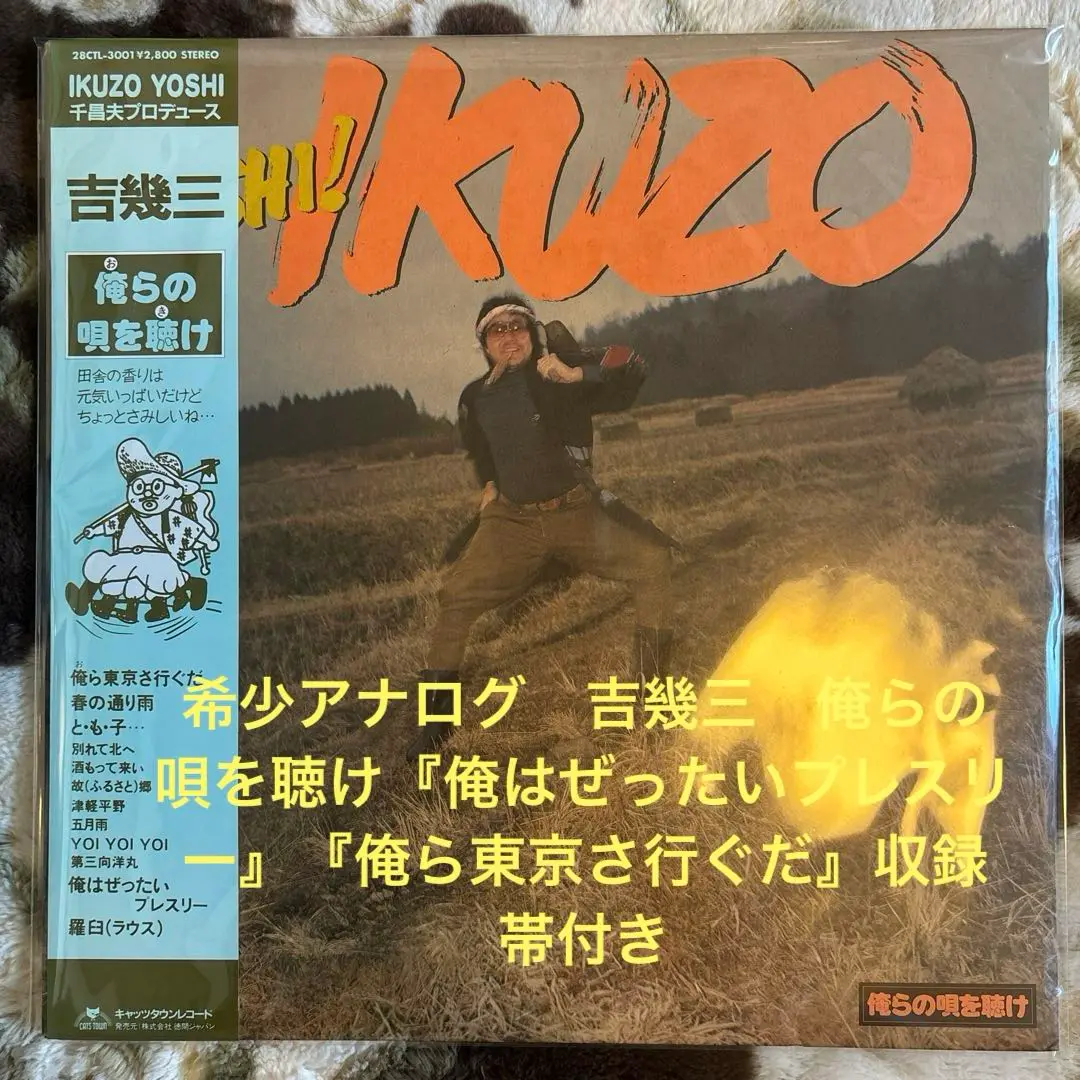 28CTL-3001 ¥2,800 STEREO
IKUZO YOSHI
千昌夫プロデュース
吉幾三
お
俺らの
き
唄を聴け
田舎の香りは
元気いっぱいだけど
ちょっとさみしいね…
お
俺ら東京さ行ぐだ
春の通り雨
と・も・子…
別れて北へ
酒もって来い
故(ふるさと)郷
津軽平野
五月雨
YOI YOI YOI
第三向洋丸
俺はぜったい
プレスリー
羅臼(ラウス)
CATS TOWN
キャッツタウンレコード
発売元|株式会社 徳間ジャパン
HI!
IKUZO
希少アナログ 吉幾三 俺らの
唄を聴け『俺はぜったいプレスリ
ー』『俺ら東京さ行ぐだ』収録
帯付き
俺らの唄を聴け